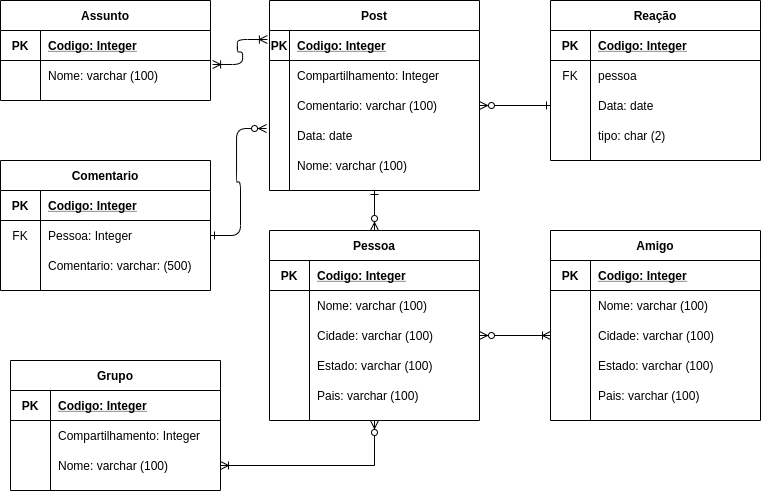 Assunto
PK Codigo: Integer
Nome: varchar (100)
Post
PK Codigo: Integer
Compartilhamento: Integer
Comentario: varchar (100)
Data: date
Nome: varchar (100)
Reação
PK Codigo: Integer
FK pessoa
Data: date
tipo: char (2)
Comentario
PK Codigo: Integer
FK Pessoa: Integer
Comentario: varchar: (500)
Pessoa
PK Codigo: Integer
Nome: varchar (100)
Cidade: varchar (100)
Estado: varchar (100)
Pais: varchar (100)
Amigo
PK Codigo: Integer
Nome: varchar (100)
Cidade: varchar (100)
Estado: varchar (100)
Pais: varchar (100)
Grupo
PK Codigo: Integer
Compartilhamento: Integer
Nome: varchar (100)